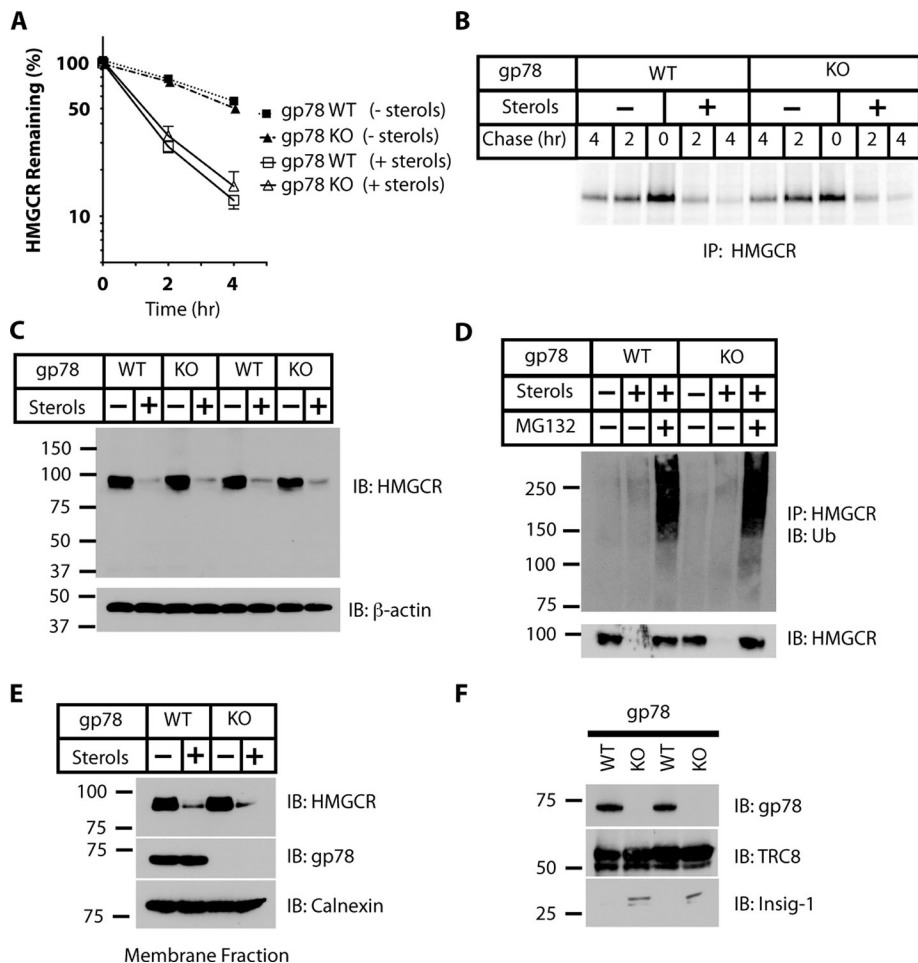 A
HMGCR Remaining (%)
100
50
10
0 2 4
Time (hr)
gp78 WT (- sterols)
gp78 KO (- sterols)
gp78 WT (+ sterols)
gp78 KO (+ sterols)
B
gp78 WT KO
Sterols − + − +
Chase (hr) 4 2 0 2 4 4 2 0 2 4
IP: HMGCR
C
gp78 WT KO WT KO
Sterols − + − + − + − +
150
100
75
50
37
IB: HMGCR
50
37
IB: β-actin
D
gp78 WT KO
Sterols − + + − + +
MG132 − − + − − +
250
150
100
75
IP: HMGCR
IB: Ub
100
IB: HMGCR
E
gp78 WT KO
Sterols − + − +
100
75
IB: HMGCR
75
IB: gp78
75
IB: Calnexin
Membrane Fraction
F
gp78
WT KO WT KO
75
IB: gp78
50
IB: TRC8
25
IB: Insig-1